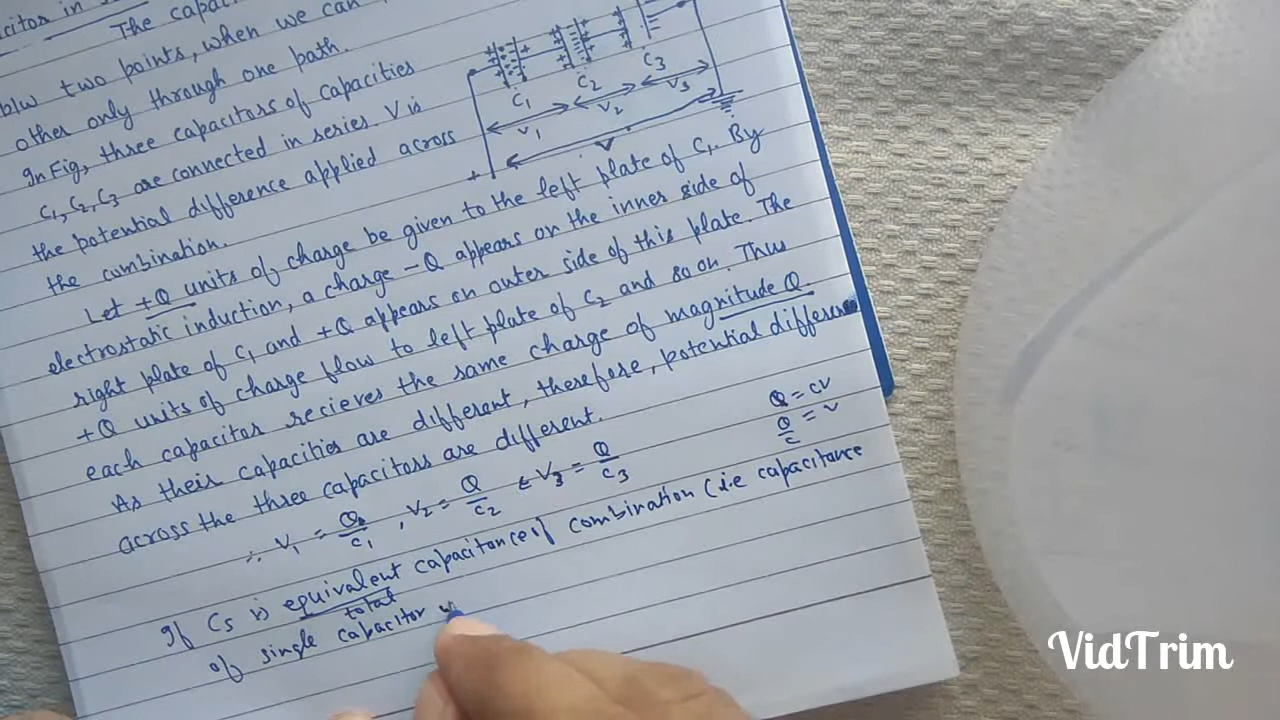 citor in
The capac
b/w two points, when we can
other only through one path.
In Fig, three capacitors of capacities
C1, C2, C3 are connected in series. V is
the potential difference applied across
the combination.
C1 C2 C3
V1 V2 V3
V
+
Let +Q units of charge be given to the left plate of C1. By
electrostatic induction, a charge -Q appears on the inner side of
right plate of C1 and +Q appears on outer side of this plate. The
+Q units of charge flow to left plate of C2 and so on. Thus
each capacitor recieves the same charge of magnitude Q.
As their capacities are different, therefore, potential differen
across the three capacitors are different.
Q = CV
Q/C = V
∴ V1 = Q/C1, V2 = Q/C2 & V3 = Q/C3
If Cs is equivalent capacitance of combination (i.e capacitance
total
of single capacitor
VidTrim